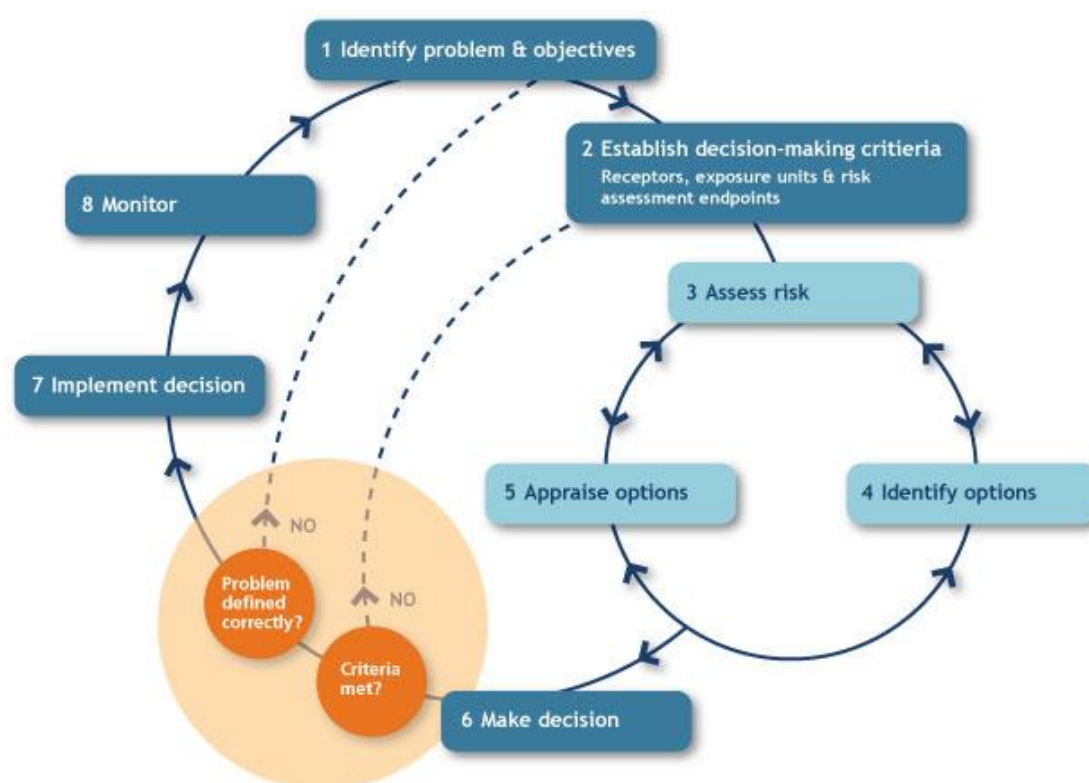 1 Identify problem & objectives
2 Establish decision-making critieria
Receptors, exposure units & risk
assessment endpoints
8 Monitor
3 Assess risk
7 Implement decision
5 Appraise options
4 Identify options
NO
Problem
defined
correctly?
NO
Criteria
met?
6 Make decision